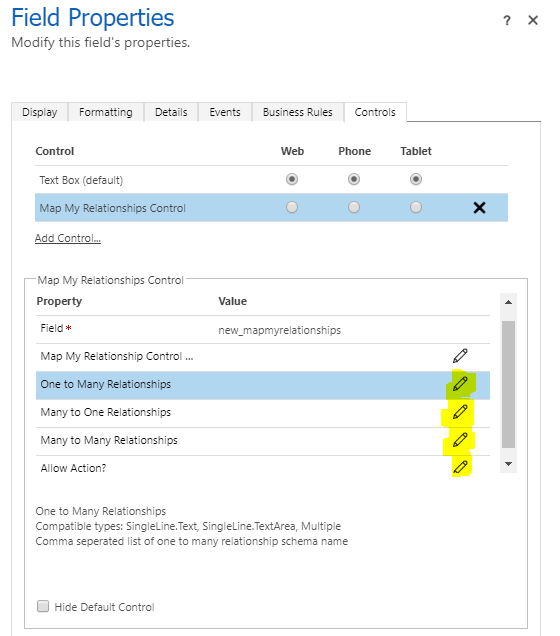 Field Properties
? ×
Modify this field's properties.
Display Formatting Details Events Business Rules Controls
Control Web Phone Tablet
Text Box (default)
Map My Relationships Control
Add Control...
Map My Relationships Control
Property Value
Field * new_mapmyrelationships
Map My Relationship Control ...
One to Many Relationships
Many to One Relationships
Many to Many Relationships
Allow Action?
One to Many Relationships
Compatible types: SingleLine.Text, SingleLine.TextArea, Multiple
Comma seperated list of one to many relationship schema name
Hide Default Control